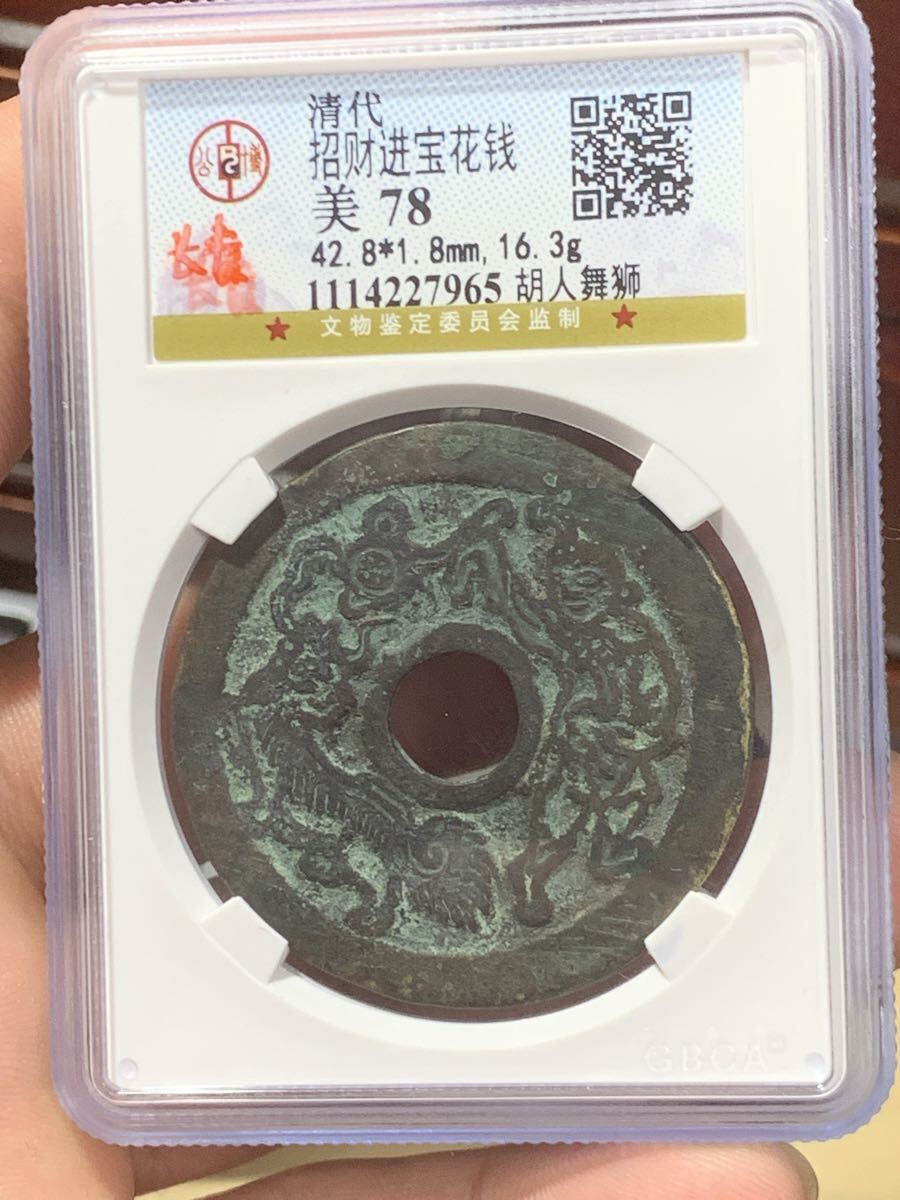 清代
招财进宝花钱
美 78
42.8*1.8mm, 16.3g
1114227965 胡人舞狮
文物鉴定委员会监制
公博
GBCA